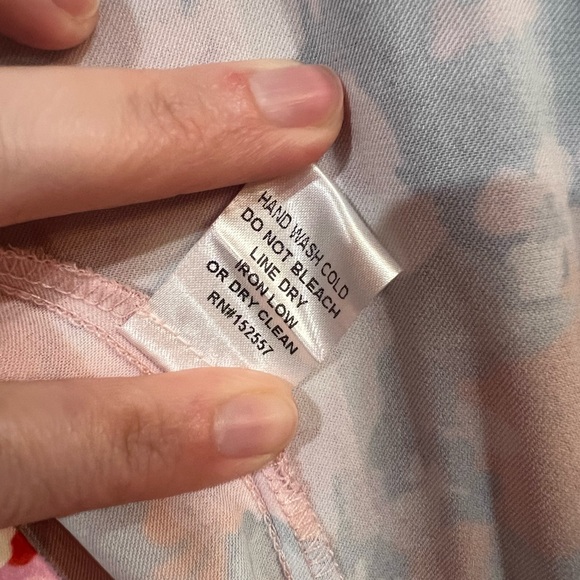 HAND WASH COLD
DO NOT BLEACH
LINE DRY
IRON LOW
OR DRY CLEAN
RN#152557